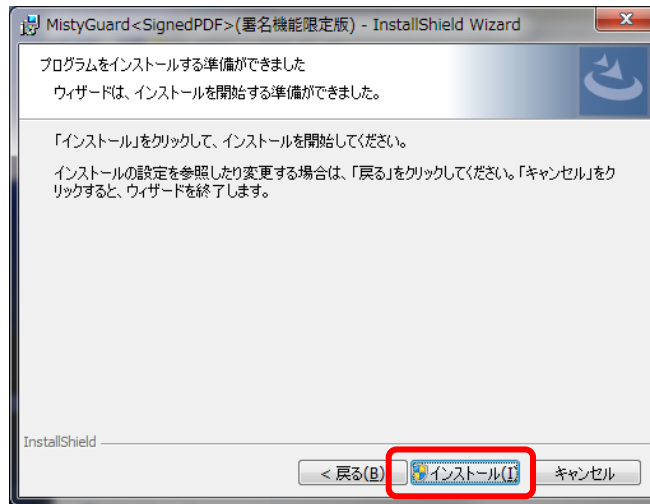 MistyGuard<SignedPDF>(署名機能限定版) - InstallShield Wizard
プログラムをインストールする準備ができました
ウィザードは、インストールを開始する準備ができました。
「インストール」をクリックして、インストールを開始してください。
インストールの設定を参照したり変更する場合は、「戻る」をクリックしてください。「キャンセル」をク
リックすると、ウィザードを終了します。
InstallShield
< 戻る(B) インストール(I) キャンセル